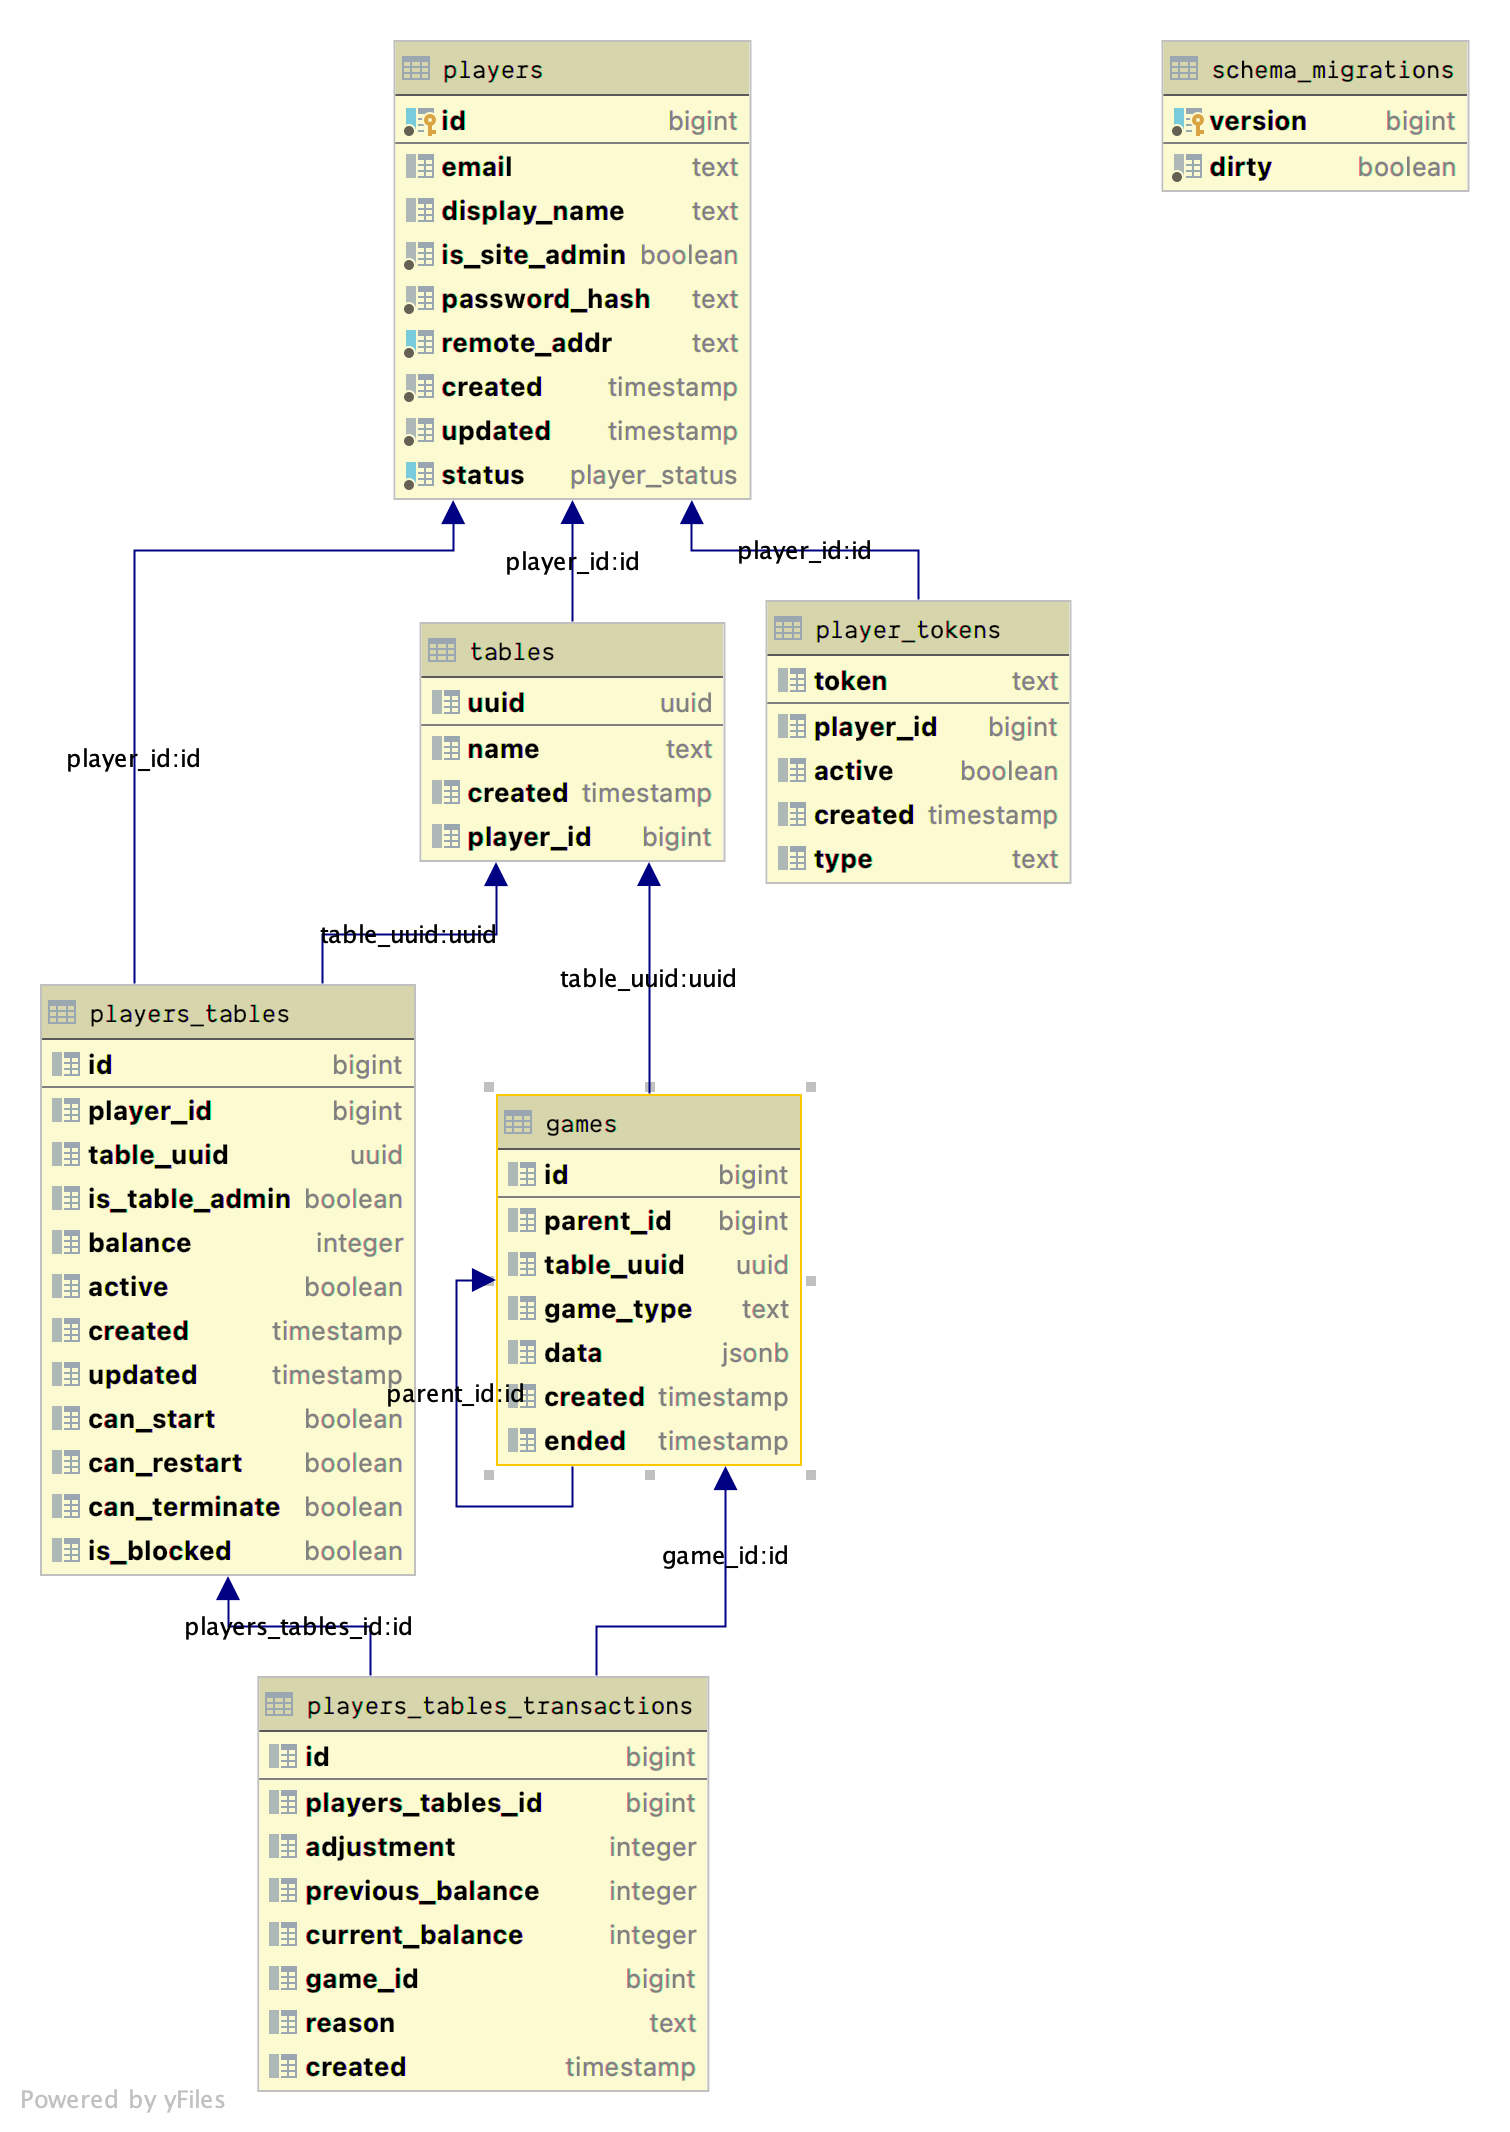 players
id bigint
email text
display_name text
is_site_admin boolean
password_hash text
remote_addr text
created timestamp
updated timestamp
status player_status
schema_migrations
version bigint
dirty boolean
player_id:id
player_id:id
player_id:id
tables
uuid uuid
name text
created timestamp
player_id bigint
player_tokens
token text
player_id bigint
active boolean
created timestamp
type text
table_uuid:uuid
table_uuid:uuid
players_tables
id bigint
player_id bigint
table_uuid uuid
is_table_admin boolean
balance integer
active boolean
created timestamp
updated timestamp
can_start boolean
can_restart boolean
can_terminate boolean
is_blocked boolean
games
id bigint
parent_id bigint
table_uuid uuid
game_type text
data jsonb
created timestamp
ended timestamp
parent_id:id
game_id:id
players_tables_id:id
players_tables_transactions
id bigint
players_tables_id bigint
adjustment integer
previous_balance integer
current_balance integer
game_id bigint
reason text
created timestamp
Powered by yFiles